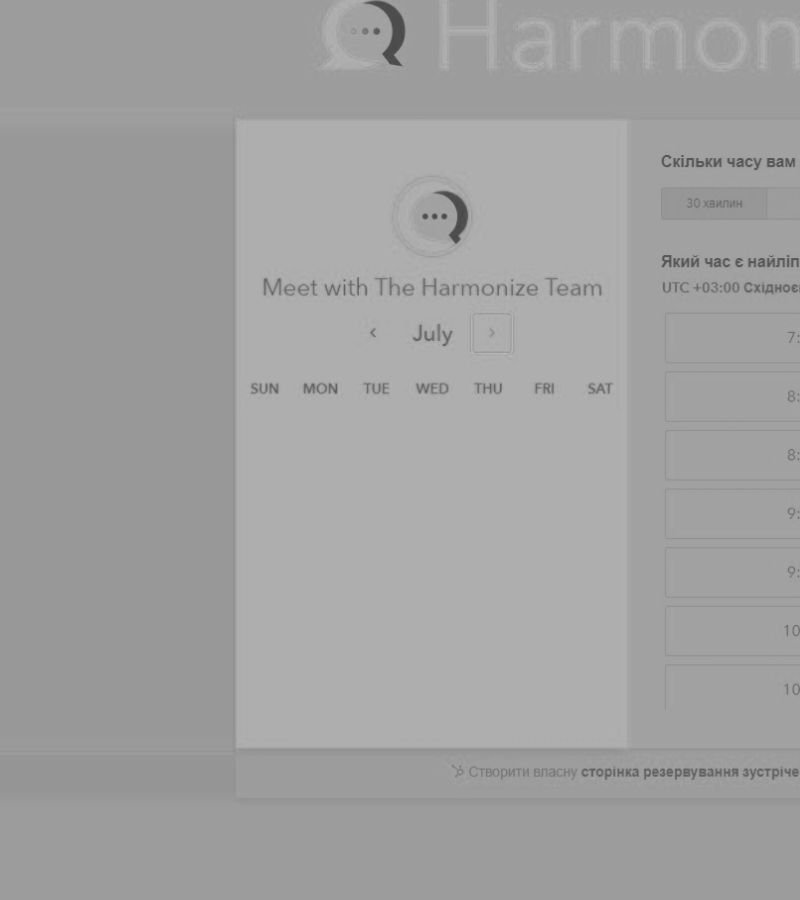 Harmon
Meet with The Harmonize Team
July
SUN MON TUE WED THU FRI SAT
Скільки часу вам
30 хвилин
Який час є найліп
UTC +03:00 Східноє
7:
8:
8:
9:
9:
10
10
Створити власну сторінка резервування зустріче